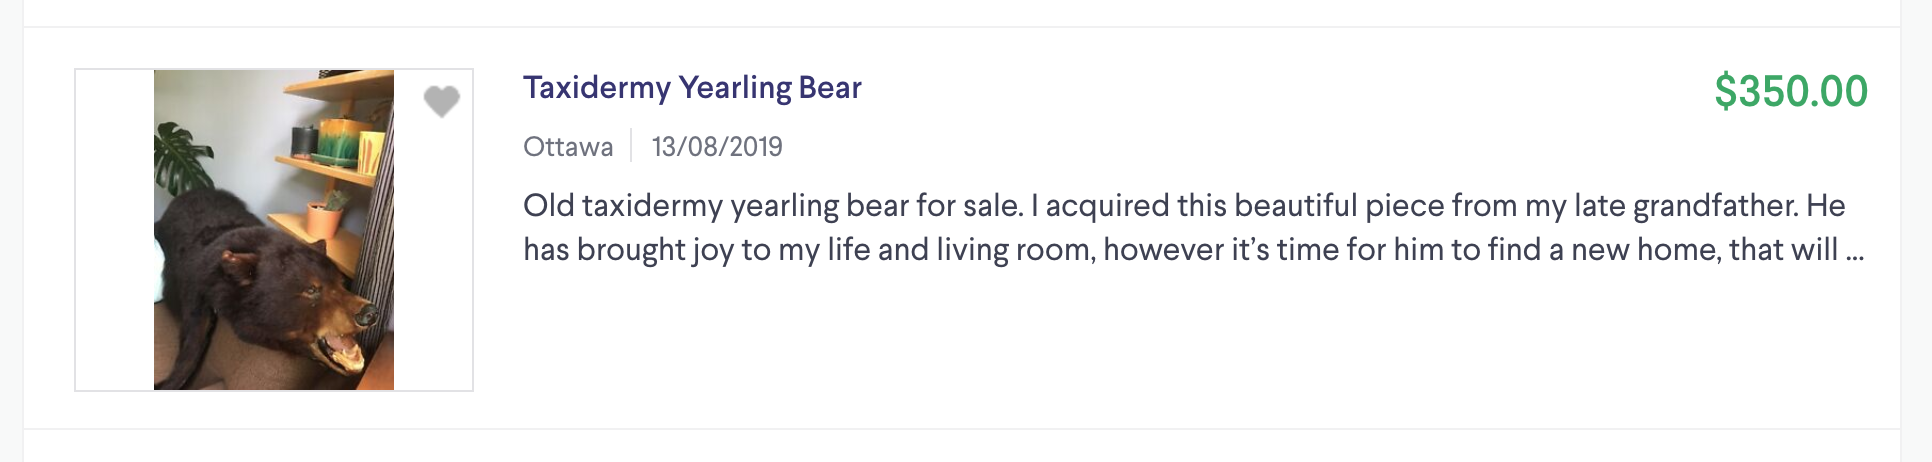 Taxidermy Yearling Bear
$350.00
Ottawa 13/08/2019
Old taxidermy yearling bear for sale. I acquired this beautiful piece from my late grandfather. He
has brought joy to my life and living room, however it’s time for him to find a new home, that will ...